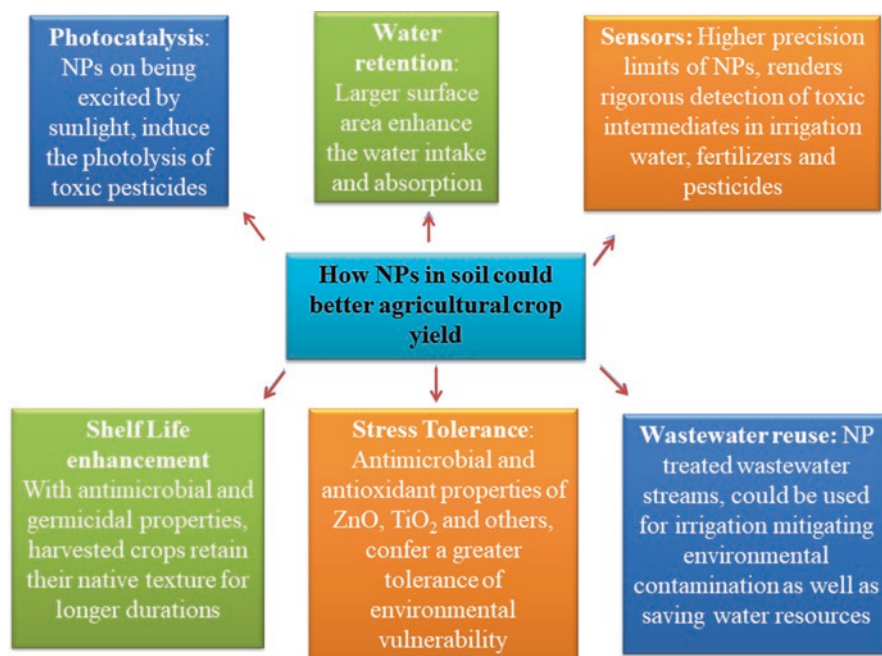 Photocatalysis:
NPs on being
excited by
sunlight, induce
the photolysis of
toxic pesticides
Water
retention:
Larger surface
area enhance
the water intake
and absorption
Sensors: Higher precision
limits of NPs, renders
rigorous detection of toxic
intermediates in irrigation
water, fertilizers and
pesticides
How NPs in soil could
better agricultural crop
yield
Shelf Life
enhancement
With antimicrobial and
germicidal properties,
harvested crops retain
their native texture for
longer durations
Stress Tolerance:
Antimicrobial and
antioxidant properties of
ZnO, TiO₂ and others,
confer a greater
tolerance of
environmental
vulnerability
Wastewater reuse: NP
treated wastewater
streams, could be used
for irrigation mitigating
environmental
contamination as well as
saving water resources